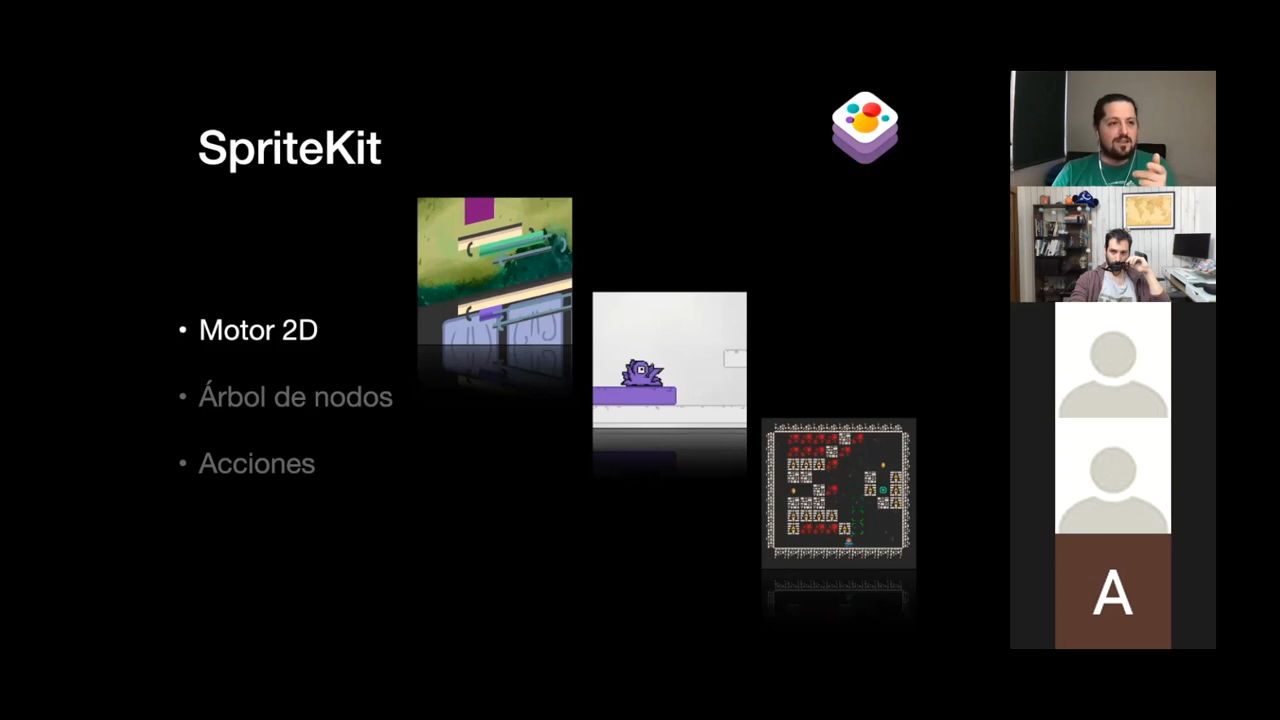 SpriteKit
• Motor 2D
• Árbol de nodos
• Acciones
A